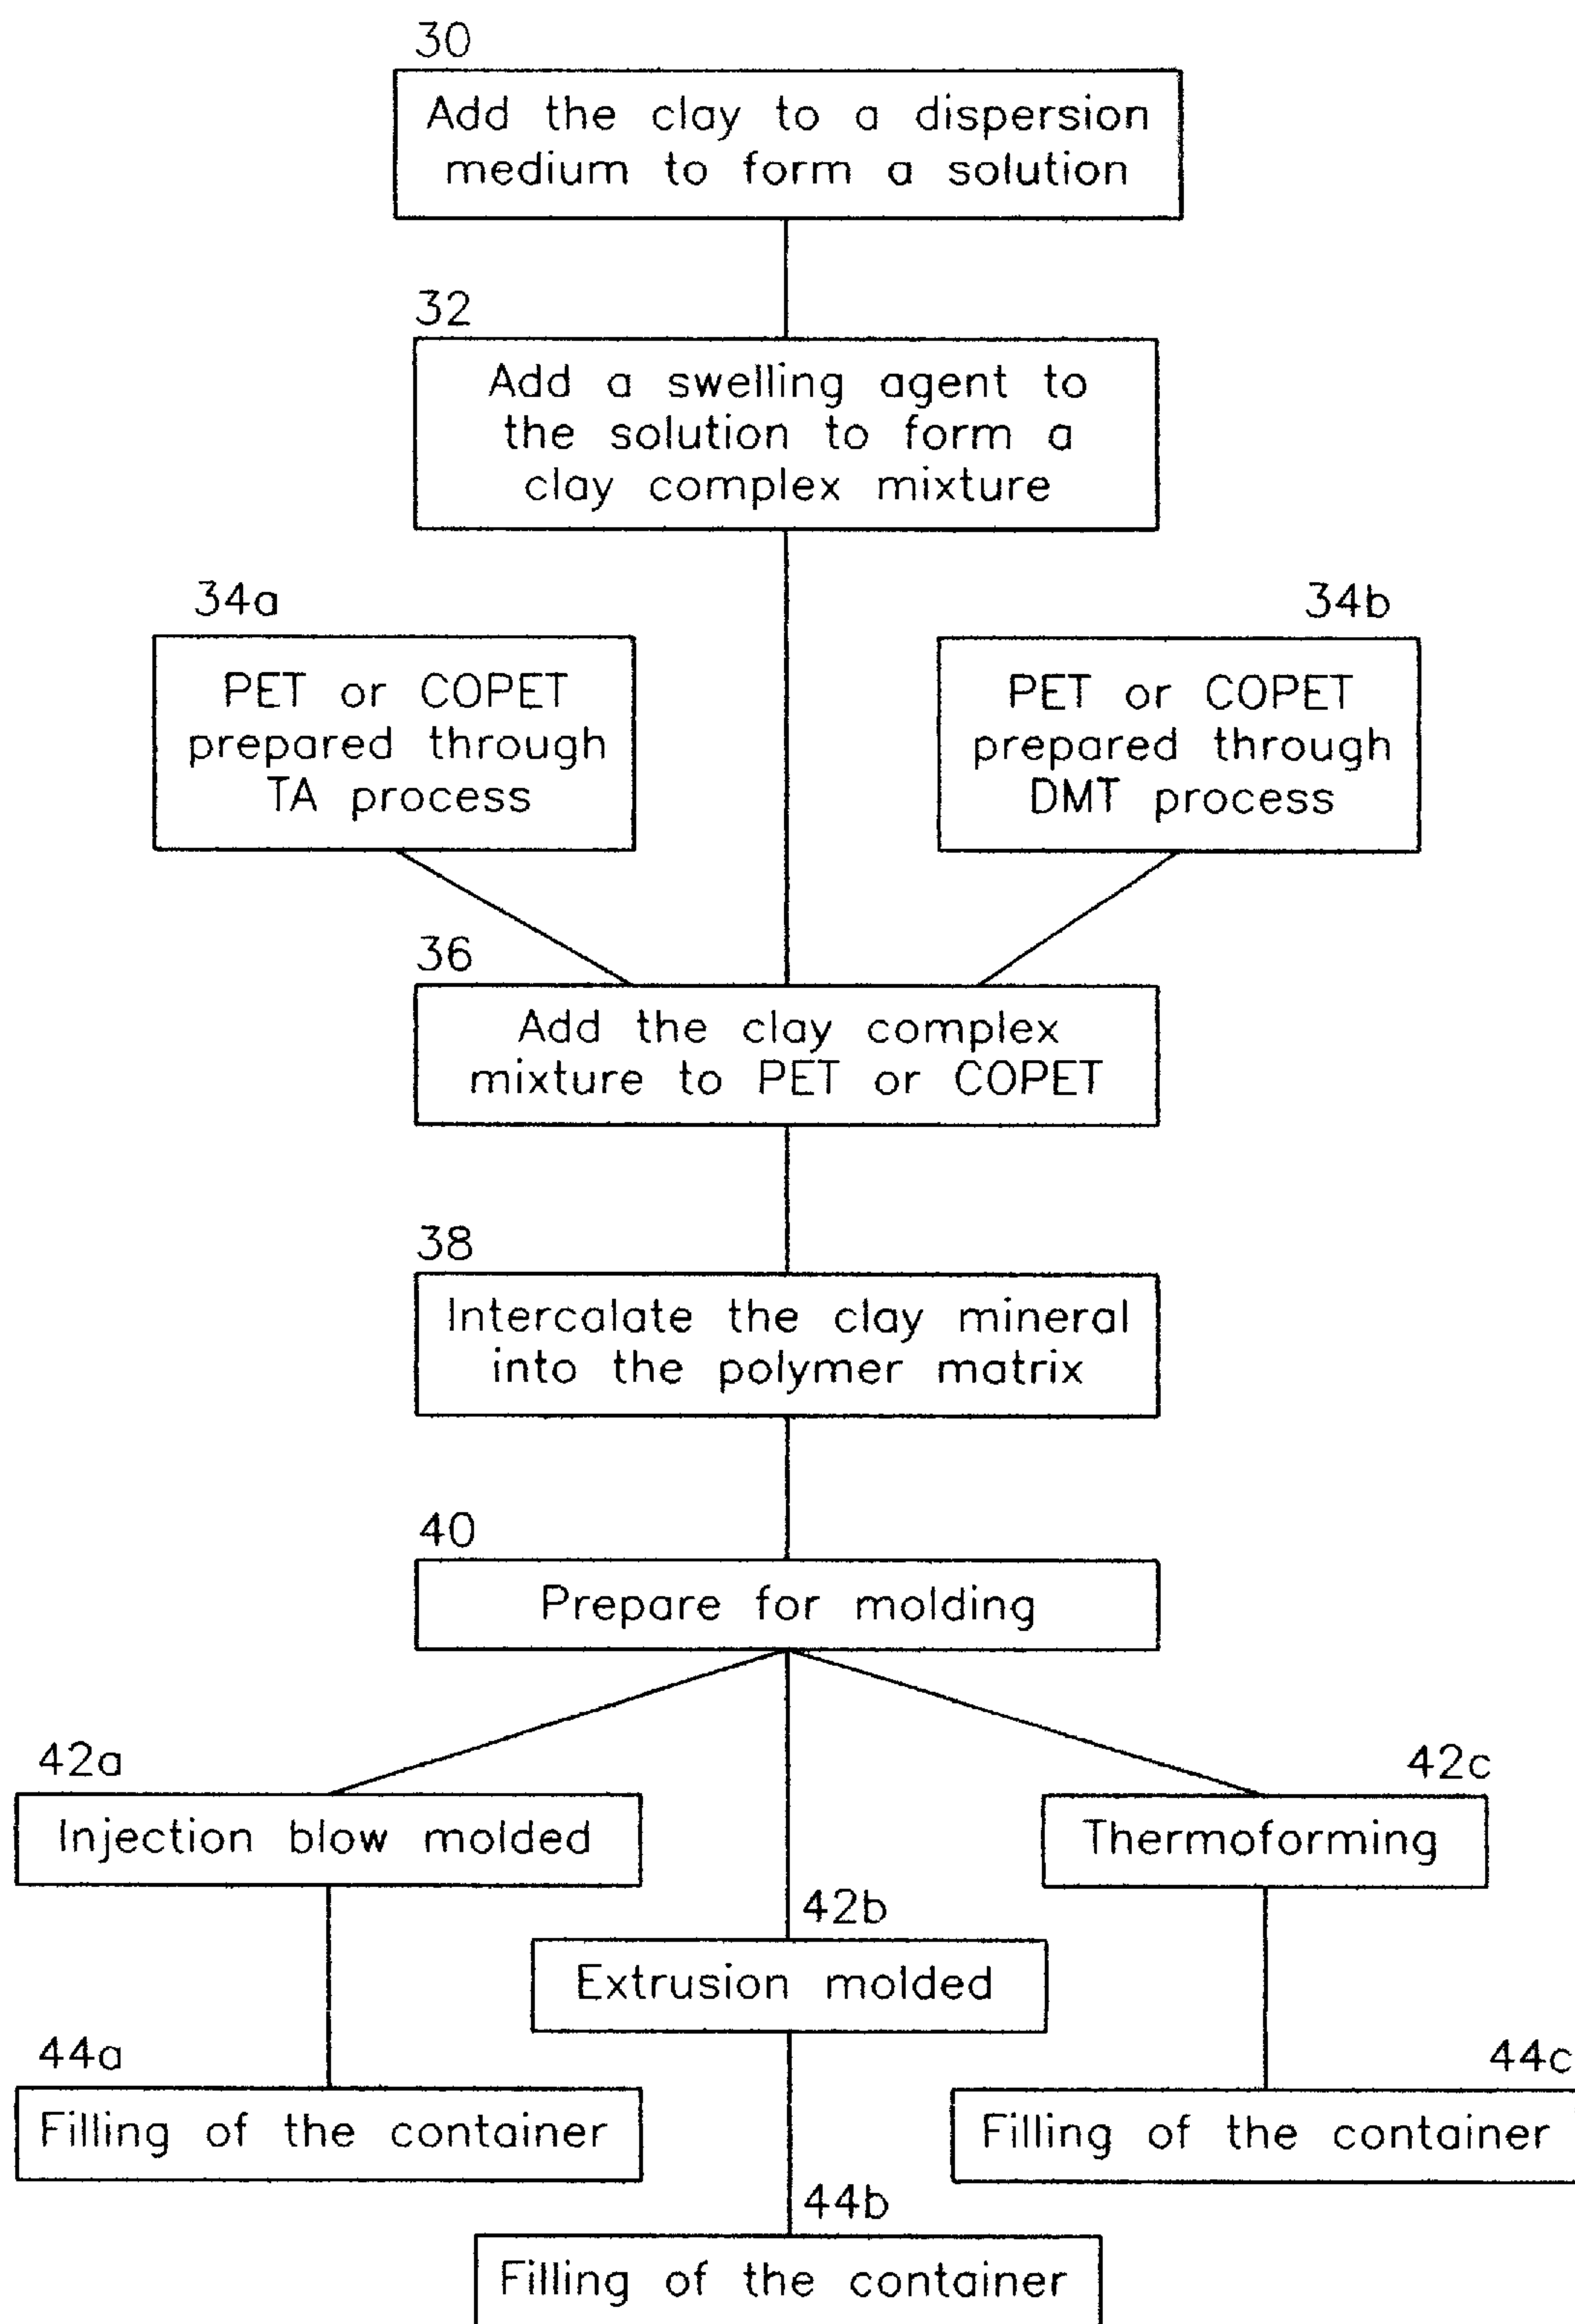 30
Add the clay to a dispersion
medium to form a solution
32
Add a swelling agent to
the solution to form a
clay complex mixture
34a
PET or COPET
prepared through
TA process
34b
PET or COPET
prepared through
DMT process
36
Add the clay complex
mixture to PET or COPET
38
Intercalate the clay mineral
into the polymer matrix
40
Prepare for molding
42a
Injection blow molded
42c
Thermoforming
42b
Extrusion molded
44a
Filling of the container
44c
Filling of the container
44b
Filling of the container